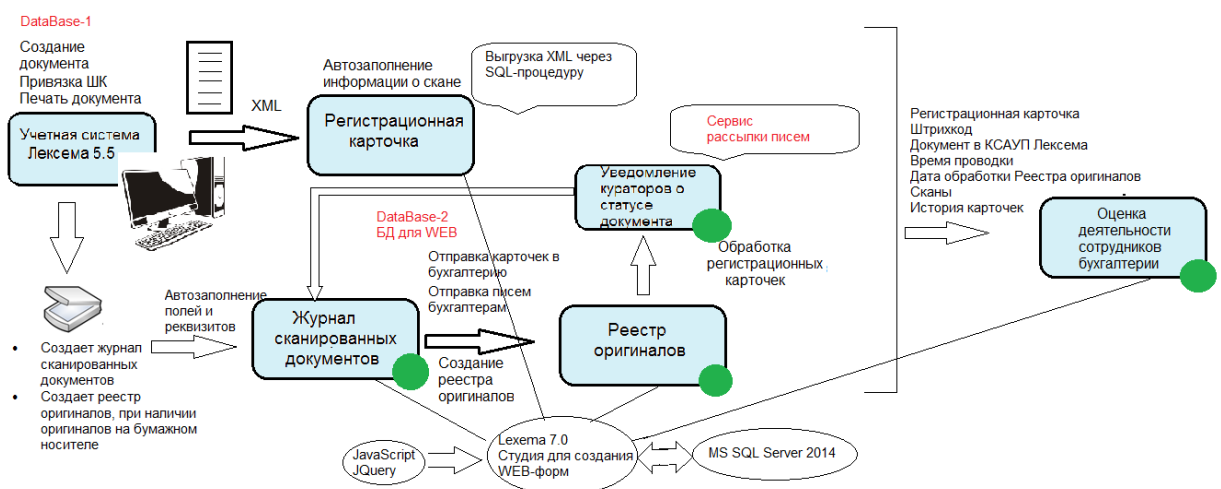 DataBase-1
Создание
документа
Привязка ШК
Печать документа
Учетная система
Лексема 5.5
XML
Автозаполнение
информации о скане
Регистрационная
карточка
Выгрузка XML через
SQL-процедуру
Сервис
рассылки писем
Уведомление
кураторов о
статусе
документа
DataBase-2
БД для WEB
Отправка карточек в
бухгалтерию
Отправка писем
бухгалтерам
Обработка
регистрационных
карточек
Регистрационная карточка
Штрихкод
Документ в КСАУП Лексема
Время проводки
Дата обработки Реестра оригиналов
Сканы
История карточек
Оценка
деятельности
сотрудников
бухгалтерии
Автозаполнение
полей и
реквизитов
• Создает журнал
сканированных
документов
• Создает реестр
оригиналов, при наличии
оригиналов на бумажном
носителе
Журнал
сканированных
документов
Создание
реестра
оригиналов
Реестр
оригиналов
JavaScript
JQuery
Lexema 7.0
Студия для создания
WEB-форм
MS SQL Server 2014